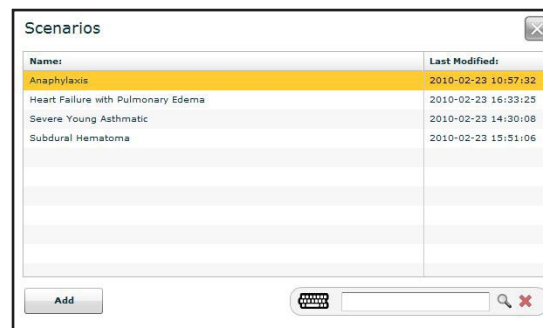 Scenarios
Name: Last Modified:
Anaphylaxis 2010-02-23 10:57:32
Heart Failure with Pulmonary Edema 2010-02-23 16:33:25
Severe Young Asthmatic 2010-02-23 14:30:08
Subdural Hematoma 2010-02-23 15:51:06
Add